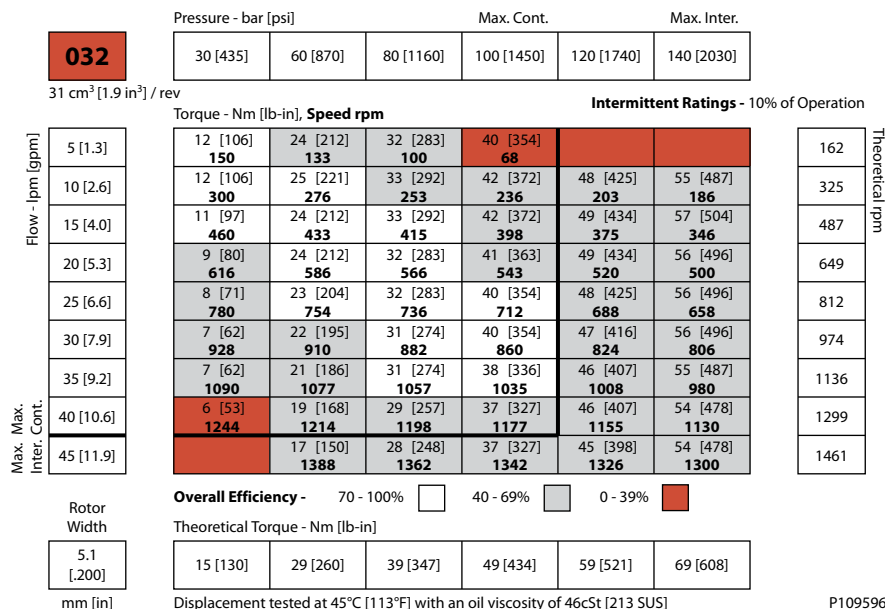 Pressure - bar [psi] Max. Cont. Max. Inter.
032 30 [435] 60 [870] 80 [1160] 100 [1450] 120 [1740] 140 [2030]
31 cm³ [1.9 in³] / rev
Intermittent Ratings - 10% of Operation
Torque - Nm [lb-in], Speed rpm
Flow - lpm [gpm]
Theoretical rpm
5 [1.3] 12 [106] 24 [212] 32 [283] 40 [354] 162
150 133 100 68
10 [2.6] 12 [106] 25 [221] 33 [292] 42 [372] 48 [425] 55 [487] 325
300 276 253 236 203 186
15 [4.0] 11 [97] 24 [212] 33 [292] 42 [372] 49 [434] 57 [504] 487
460 433 415 398 375 346
20 [5.3] 9 [80] 24 [212] 32 [283] 41 [363] 49 [434] 56 [496] 649
616 586 566 543 520 500
25 [6.6] 8 [71] 23 [204] 32 [283] 40 [354] 48 [425] 56 [496] 812
780 754 736 712 688 658
30 [7.9] 7 [62] 22 [195] 31 [274] 40 [354] 47 [416] 56 [496] 974
928 910 882 860 824 806
35 [9.2] 7 [62] 21 [186] 31 [274] 38 [336] 46 [407] 55 [487] 1136
1090 1077 1057 1035 1008 980
Max. Cont.
40 [10.6] 6 [53] 19 [168] 29 [257] 37 [327] 46 [407] 54 [478] 1299
1244 1214 1198 1177 1155 1130
Max. Inter.
45 [11.9] 17 [150] 28 [248] 37 [327] 45 [398] 54 [478] 1461
1388 1362 1342 1326 1300
Overall Efficiency - 70 - 100% 40 - 69% 0 - 39%
Rotor
Width
Theoretical Torque - Nm [lb-in]
5.1
[.200]
15 [130] 29 [260] 39 [347] 49 [434] 59 [521] 69 [608]
mm [in] Displacement tested at 45°C [113°F] with an oil viscosity of 46cSt [213 SUS] P109596